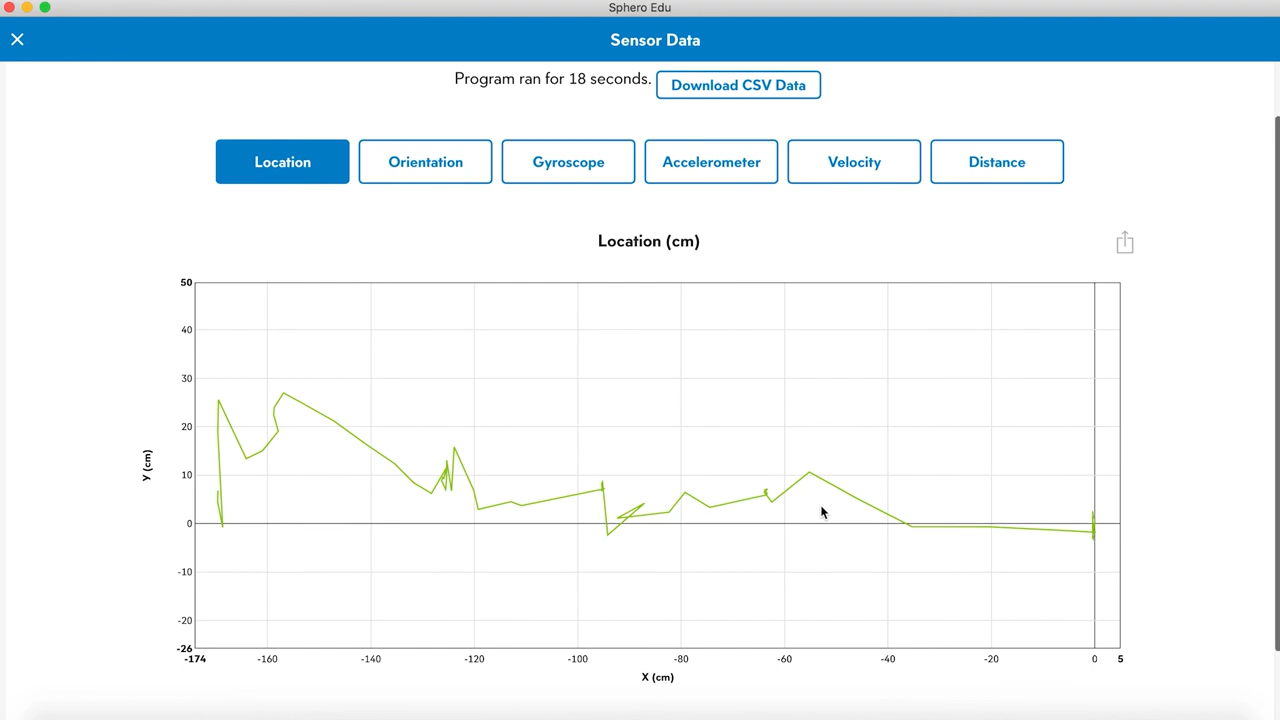 Sphero Edu
Sensor Data
Program ran for 18 seconds. Download CSV Data
Location Orientation Gyroscope Accelerometer Velocity Distance
Location (cm)
50
40
30
20
10
0
-10
-20
-26
Y (cm)
-174 -160 -140 -120 -100 -80 -60 -40 -20 0 5
X (cm)